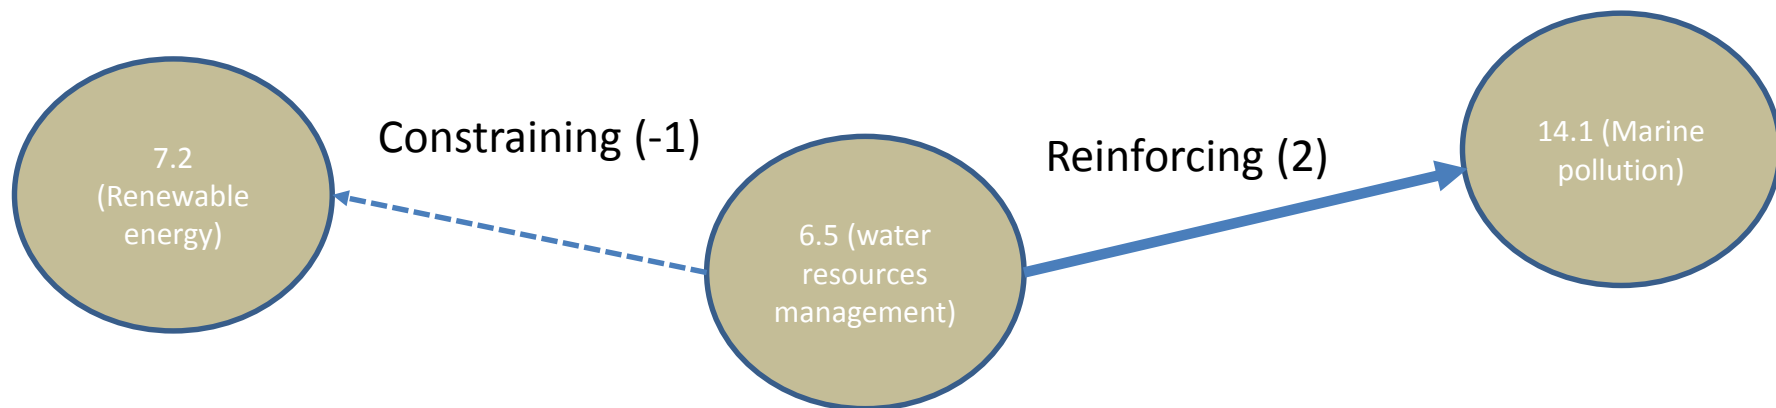 7.2
(Renewable
energy)
Constraining (-1)
6.5 (water
resources
management)
Reinforcing (2)
14.1 (Marine
pollution)